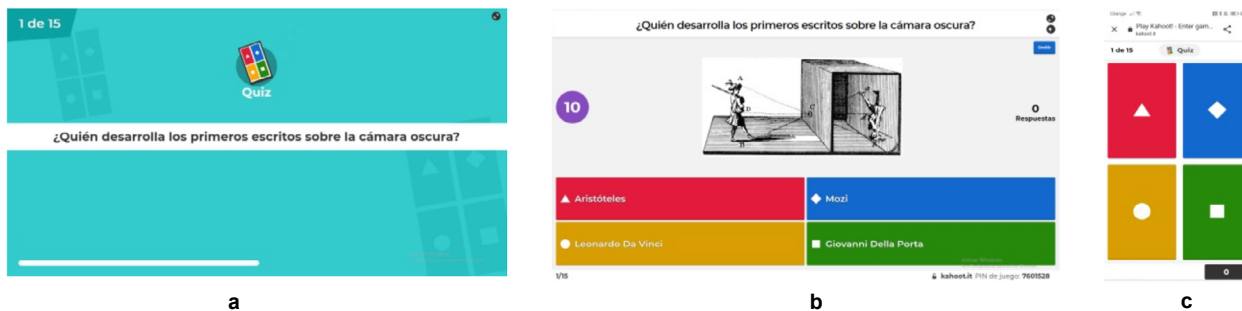 1 de 15
Quiz
¿Quién desarrolla los primeros escritos sobre la cámara oscura?
a
¿Quién desarrolla los primeros escritos sobre la cámara oscura?
10
0
Respuestas
Aristóteles
Mozi
Leonardo Da Vinci
Giovanni Della Porta
1/15
kahoot.it PIN de juego: 7601528
b
Orange
Play Kahoot! - Enter gam...
kahoot.it
1 de 15
Quiz
0
c